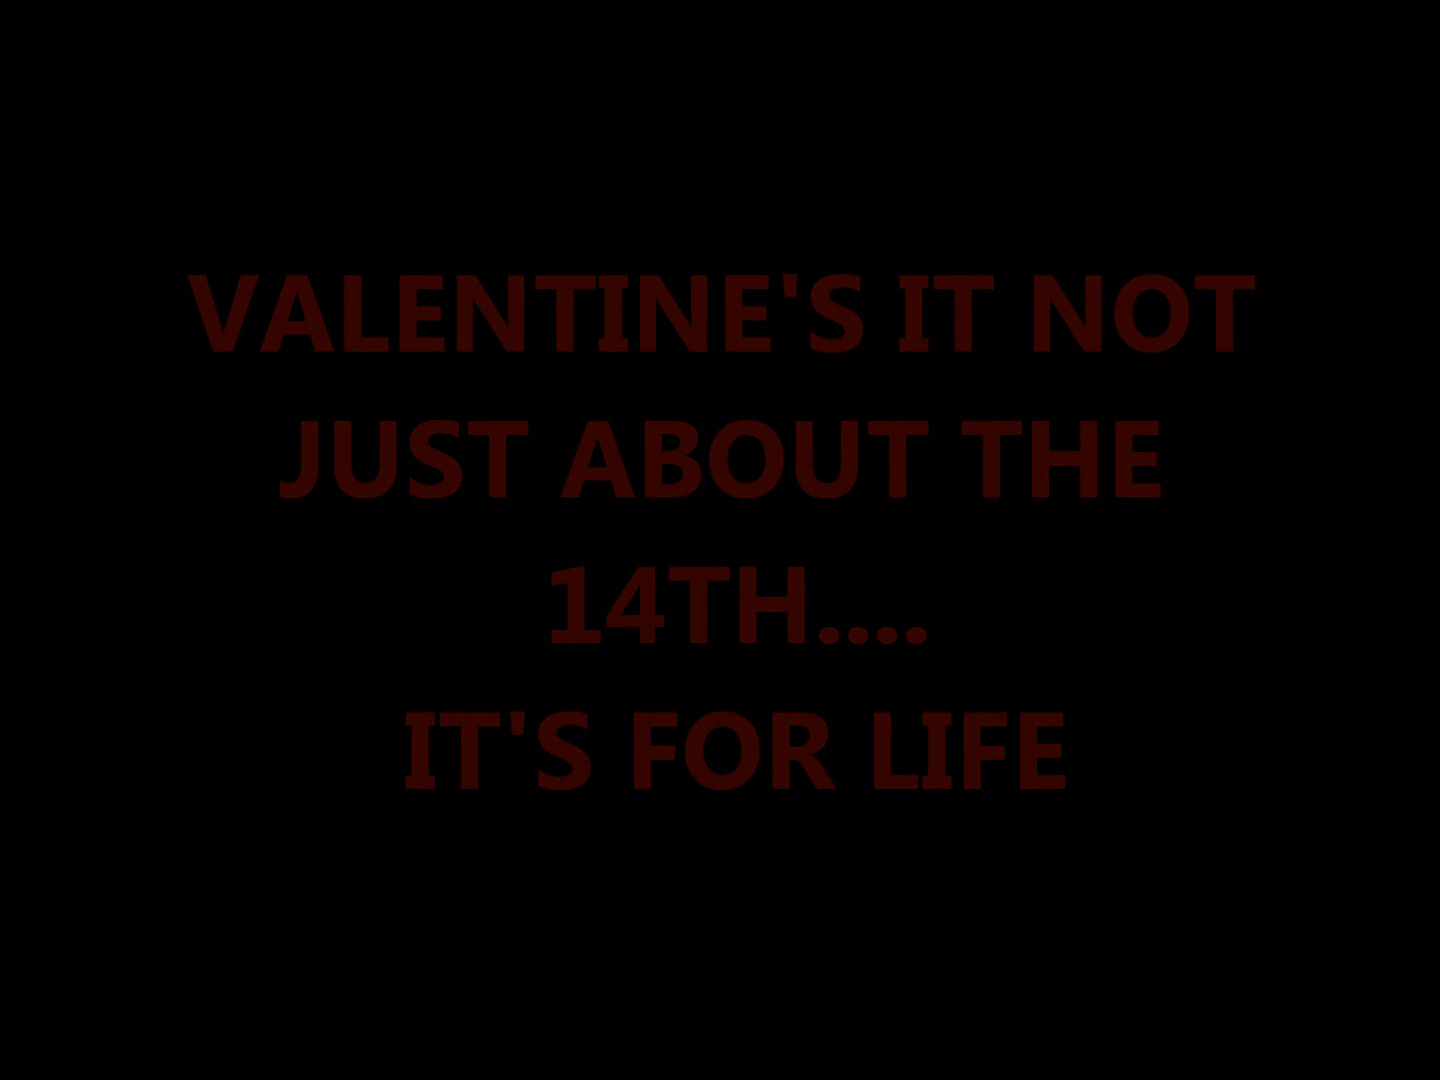 VALENTINE'S IT NOT
JUST ABOUT THE
14TH....
IT'S FOR LIFE